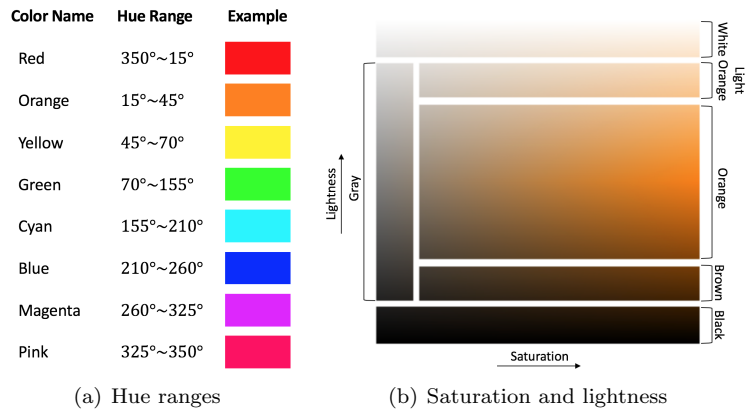 Color Name Hue Range Example
Red 350°~15°
Orange 15°~45°
Yellow 45°~70°
Green 70°~155°
Cyan 155°~210°
Blue 210°~260°
Magenta 260°~325°
Pink 325°~350°
(a) Hue ranges
White
Light
Orange
Orange
Brown
Black
Gray
Lightness
Saturation
(b) Saturation and lightness